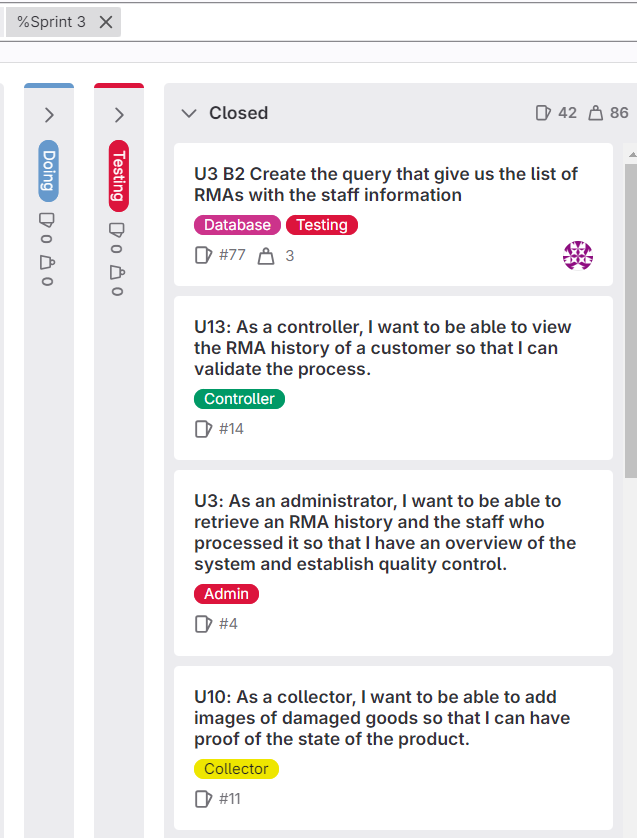 %Sprint 3
Doing
0
0
Testing
0
0
Closed
42 86
U3 B2 Create the query that give us the list of
RMAs with the staff information
Database Testing
#77 3
U13: As a controller, I want to be able to view
the RMA history of a customer so that I can
validate the process.
Controller
#14
U3: As an administrator, I want to be able to
retrieve an RMA history and the staff who
processed it so that I have an overview of the
system and establish quality control.
Admin
#4
U10: As a collector, I want to be able to add
images of damaged goods so that I can have
proof of the state of the product.
Collector
#11